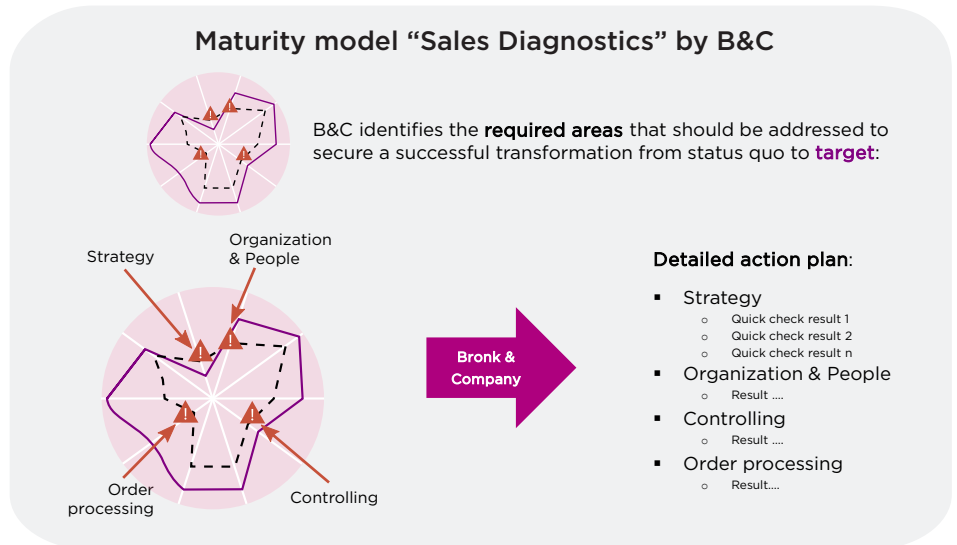 Maturity model “Sales Diagnostics” by B&C
B&C identifies the required areas that should be addressed to
secure a successful transformation from status quo to target:
Strategy
Organization
& People
Order
processing
Controlling
Bronk &
Company
Detailed action plan:
▪ Strategy
o Quick check result 1
o Quick check result 2
o Quick check result n
▪ Organization & People
o Result ....
▪ Controlling
o Result ....
▪ Order processing
o Result....